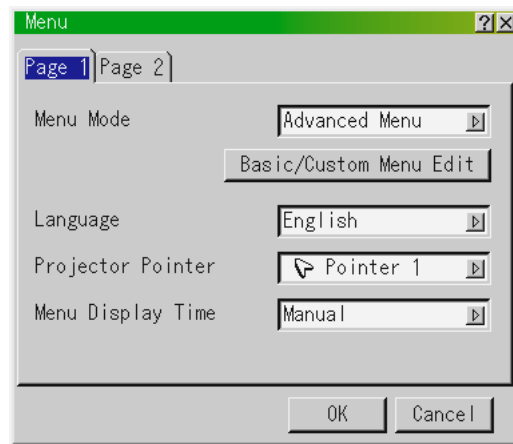 Menu ? X
Page 1 Page 2
Menu Mode Advanced Menu
Basic/Custom Menu Edit
Language English
Projector Pointer Pointer 1
Menu Display Time Manual
OK Cancel